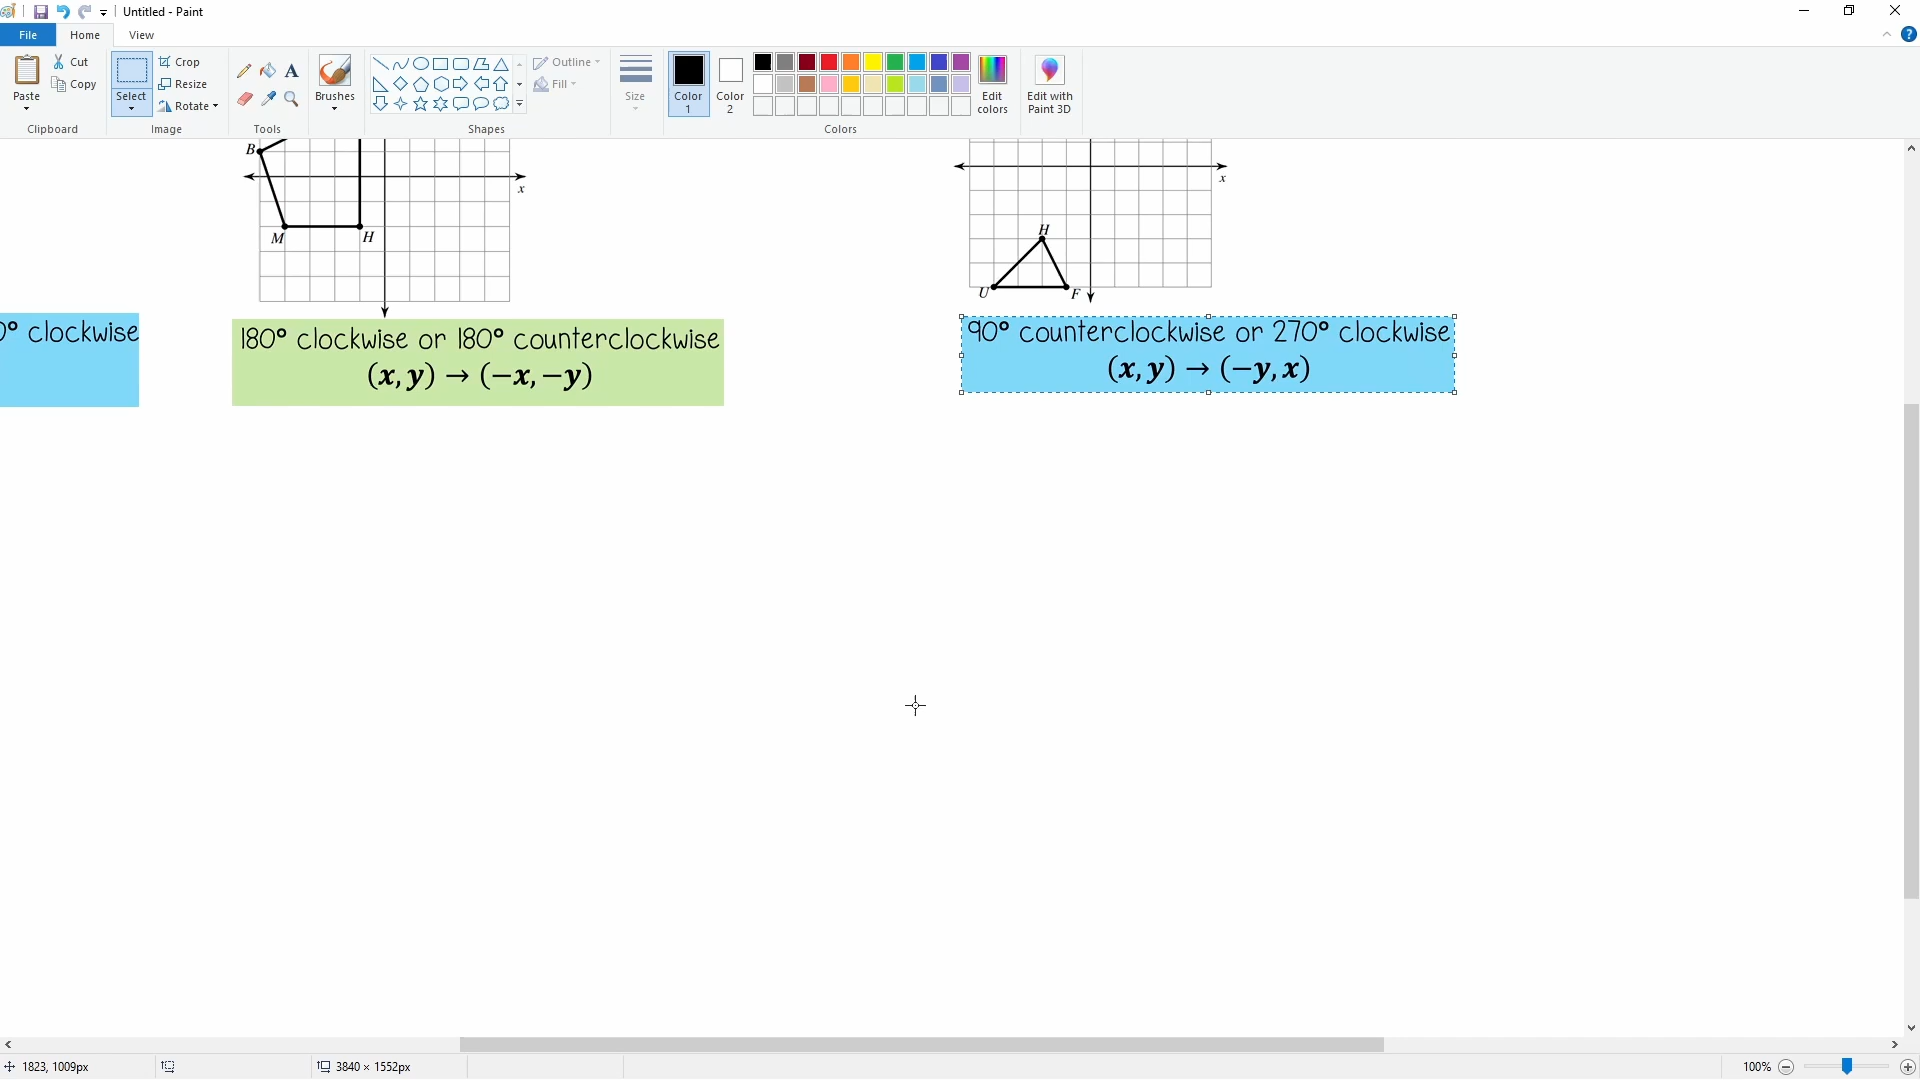 Untitled - Paint
File Home View
Paste Cut Copy
Select Crop Resize Rotate
Brushes
Outline Fill
Size
Color 1 Color 2
Edit colors
Edit with Paint 3D
Clipboard Image Tools Shapes Colors
B
x
M H
x
H
U F
0° clockwise
180° clockwise or 180° counterclockwise
(x, y) → (−x, −y)
90° counterclockwise or 270° clockwise
(x, y) → (−y, x)
1823, 1009px
3840 × 1552px
100%